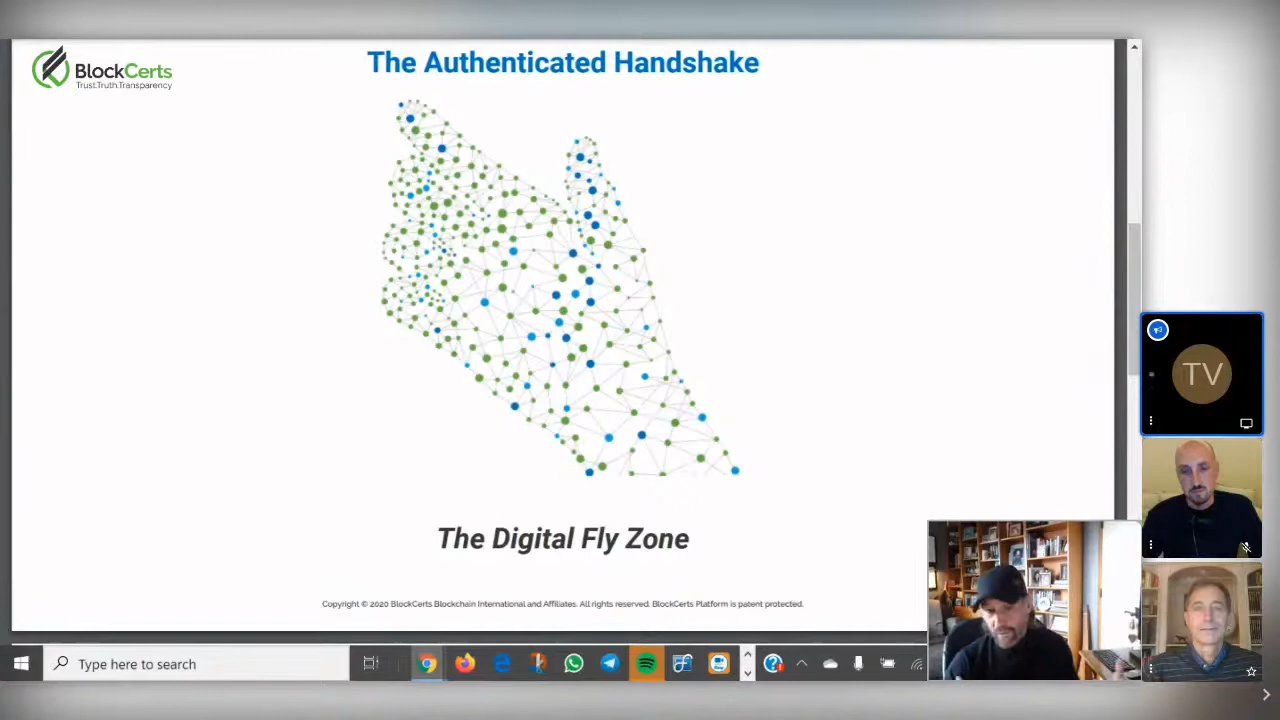 The Authenticated Handshake
BlockCerts
Trust.Truth.Transparency
The Digital Fly Zone
Copyright © 2020 BlockCerts Blockchain International and Affiliates. All rights reserved. BlockCerts Platform is patent protected.
TV
Type here to search